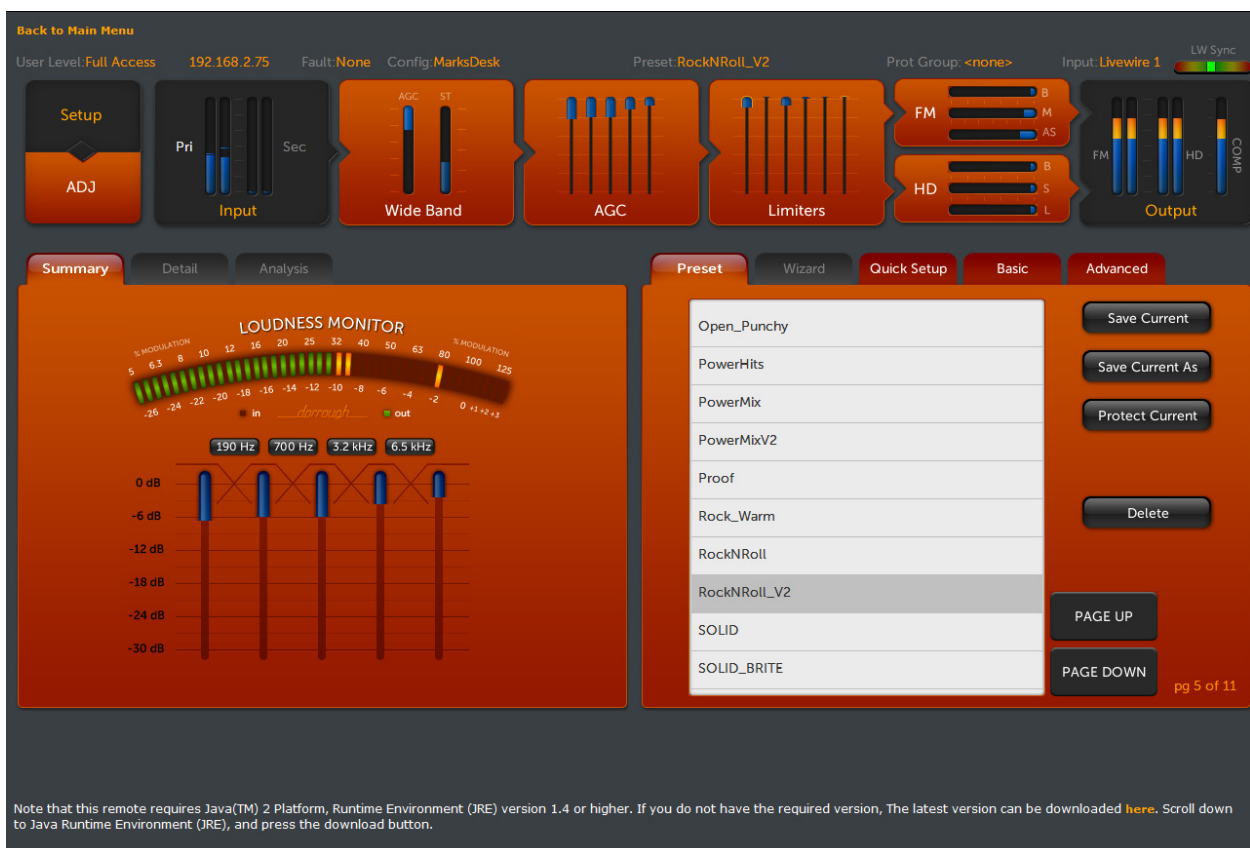 Back to Main Menu
User Level:Full Access 192.168.2.75 Fault:None Config:MarksDesk Preset:RockNRoll_V2 Prot Group: <none> Input:Livewire 1 LW Sync
Setup
ADJ
Pri Sec
Input
AGC ST
Wide Band
AGC
Limiters
FM B M AS
HD B S L
FM HD COMP
Output
Summary Detail Analysis
LOUDNESS MONITOR
% MODULATION % MODULATION
5 6.3 8 10 12 16 20 25 32 40 50 63 80 100 125
-26 -24 -22 -20 -18 -16 -14 -12 -10 -8 -6 -4 -2 0 +1 +2 +3
in dorrough out
190 Hz 700 Hz 3.2 kHz 6.5 kHz
0 dB
-6 dB
-12 dB
-18 dB
-24 dB
-30 dB
Preset Wizard Quick Setup Basic Advanced
Open_Punchy
PowerHits
PowerMix
PowerMixV2
Proof
Rock_Warm
RockNRoll
RockNRoll_V2
SOLID
SOLID_BRITE
Save Current
Save Current As
Protect Current
Delete
PAGE UP
PAGE DOWN
pg 5 of 11
Note that this remote requires Java(TM) 2 Platform, Runtime Environment (JRE) version 1.4 or higher. If you do not have the required version, The latest version can be downloaded here. Scroll down
to Java Runtime Environment (JRE), and press the download button.